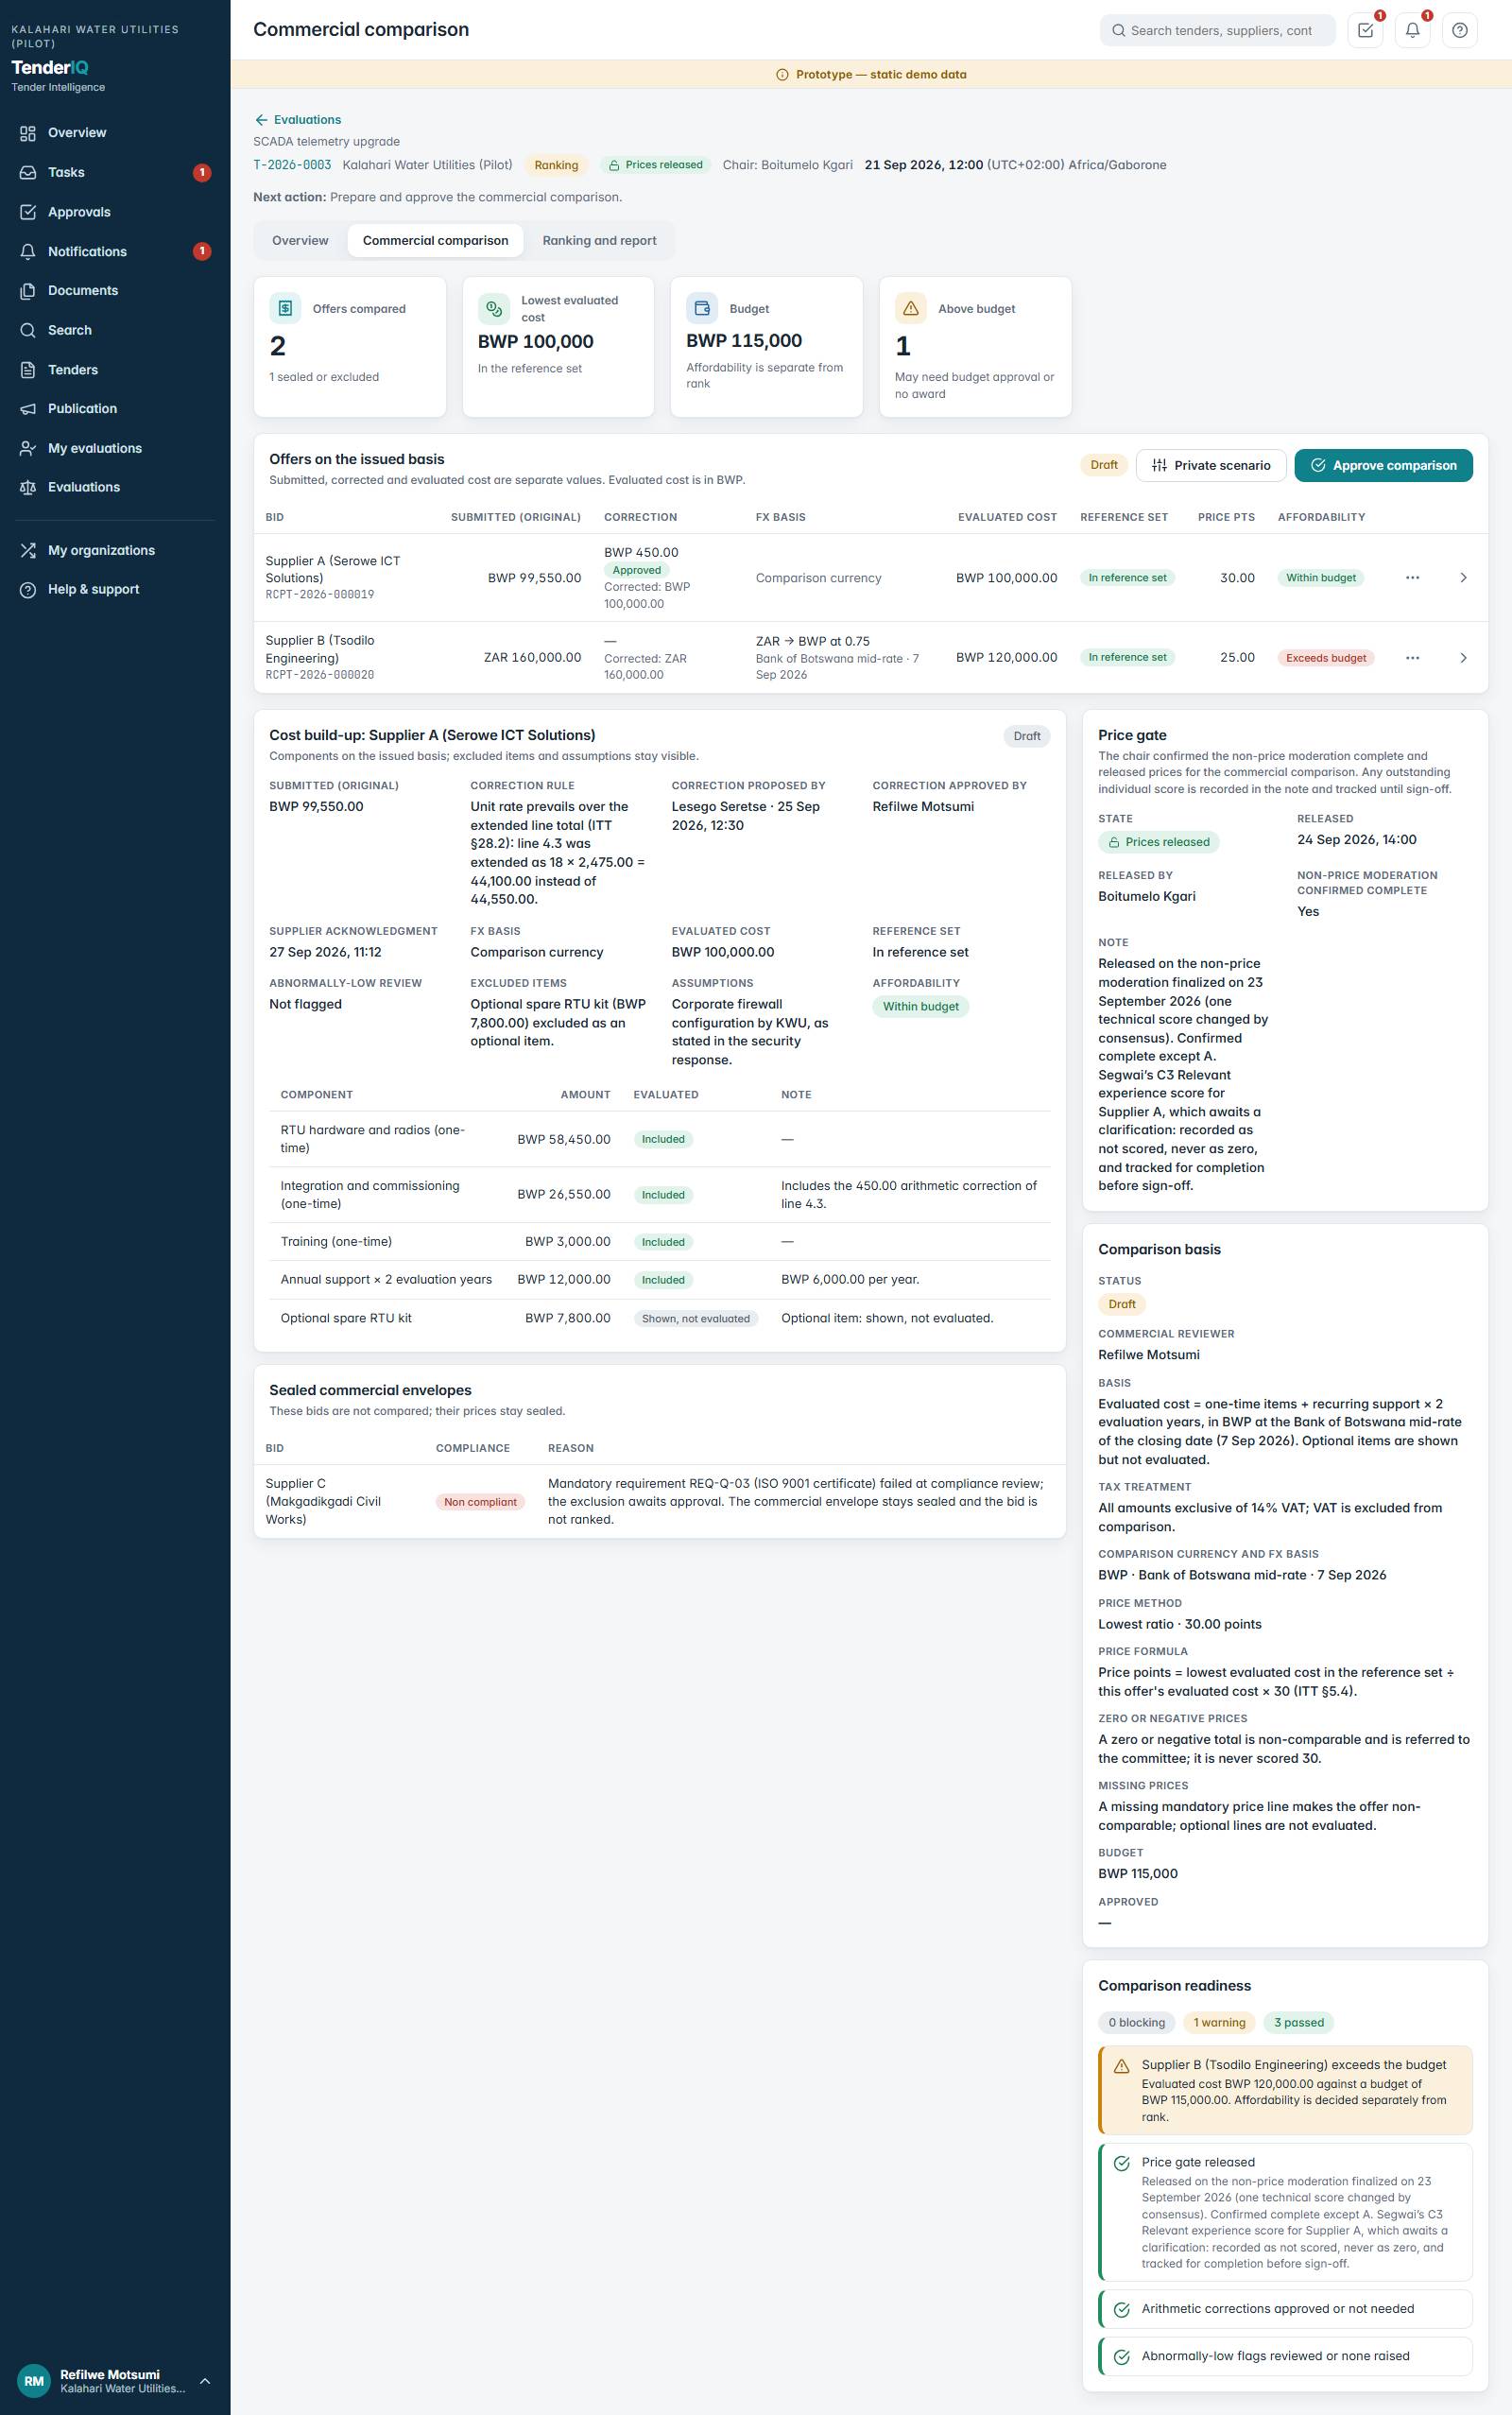 KALAHARI WATER UTILITIES
(PILOT)
TenderIQ
Tender Intelligence
Overview
Tasks 1
Approvals
Notifications 1
Documents
Search
Tenders
Publication
My evaluations
Evaluations
My organizations
Help & support
RM
Refilwe Motsumi
Kalahari Water Utilities...
Commercial comparison
Search tenders, suppliers, cont
1
1
Prototype — static demo data
Evaluations
SCADA telemetry upgrade
T-2026-0003 Kalahari Water Utilities (Pilot) Ranking Prices released Chair: Boitumelo Kgari 21 Sep 2026, 12:00 (UTC+02:00) Africa/Gaborone
Next action: Prepare and approve the commercial comparison.
Overview Commercial comparison Ranking and report
Offers compared
2
1 sealed or excluded
Lowest evaluated
cost
BWP 100,000
In the reference set
Budget
BWP 115,000
Affordability is separate from
rank
Above budget
1
May need budget approval or
no award
Offers on the issued basis
Submitted, corrected and evaluated cost are separate values. Evaluated cost is in BWP.
Draft Private scenario Approve comparison
BID SUBMITTED (ORIGINAL) CORRECTION FX BASIS EVALUATED COST REFERENCE SET PRICE PTS AFFORDABILITY
Supplier A (Serowe ICT
Solutions)
RCPT-2026-000019
BWP 99,550.00
BWP 450.00
Approved
Corrected: BWP
100,000.00
Comparison currency
BWP 100,000.00
In reference set
30.00
Within budget
Supplier B (Tsodilo
Engineering)
RCPT-2026-000020
ZAR 160,000.00
—
Corrected: ZAR
160,000.00
ZAR → BWP at 0.75
Bank of Botswana mid-rate · 7
Sep 2026
BWP 120,000.00
In reference set
25.00
Exceeds budget
Cost build-up: Supplier A (Serowe ICT Solutions)
Draft
Components on the issued basis; excluded items and assumptions stay visible.
SUBMITTED (ORIGINAL)
BWP 99,550.00
CORRECTION RULE
Unit rate prevails over the
extended line total (ITT
§28.2): line 4.3 was
extended as 18 × 2,475.00 =
44,100.00 instead of
44,550.00.
CORRECTION PROPOSED BY
Lesego Seretse · 25 Sep
2026, 12:30
CORRECTION APPROVED BY
Refilwe Motsumi
SUPPLIER ACKNOWLEDGMENT
27 Sep 2026, 11:12
FX BASIS
Comparison currency
EVALUATED COST
BWP 100,000.00
REFERENCE SET
In reference set
ABNORMALLY-LOW REVIEW
Not flagged
EXCLUDED ITEMS
Optional spare RTU kit (BWP
7,800.00) excluded as an
optional item.
ASSUMPTIONS
Corporate firewall
configuration by KWU, as
stated in the security
response.
AFFORDABILITY
Within budget
COMPONENT AMOUNT EVALUATED NOTE
RTU hardware and radios (one-
time)
BWP 58,450.00 Included —
Integration and commissioning
(one-time)
BWP 26,550.00 Included
Includes the 450.00 arithmetic correction of
line 4.3.
Training (one-time) BWP 3,000.00 Included —
Annual support × 2 evaluation years BWP 12,000.00 Included BWP 6,000.00 per year.
Optional spare RTU kit BWP 7,800.00 Shown, not evaluated Optional item: shown, not evaluated.
Sealed commercial envelopes
These bids are not compared; their prices stay sealed.
BID COMPLIANCE REASON
Supplier C
(Makgadikgadi Civil
Works)
Non compliant
Mandatory requirement REQ-Q-03 (ISO 9001 certificate) failed at compliance review;
the exclusion awaits approval. The commercial envelope stays sealed and the bid is
not ranked.
Price gate
The chair confirmed the non-price moderation complete and
released prices for the commercial comparison. Any outstanding
individual score is recorded in the note and tracked until sign-off.
STATE
Prices released
RELEASED
24 Sep 2026, 14:00
RELEASED BY
Boitumelo Kgari
NON-PRICE MODERATION
CONFIRMED COMPLETE
Yes
NOTE
Released on the non-price
moderation finalized on 23
September 2026 (one
technical score changed by
consensus). Confirmed
complete except A.
Segwai’s C3 Relevant
experience score for
Supplier A, which awaits a
clarification: recorded as
not scored, never as zero,
and tracked for completion
before sign-off.
Comparison basis
STATUS
Draft
COMMERCIAL REVIEWER
Refilwe Motsumi
BASIS
Evaluated cost = one-time items + recurring support × 2
evaluation years, in BWP at the Bank of Botswana mid-rate
of the closing date (7 Sep 2026). Optional items are shown
but not evaluated.
TAX TREATMENT
All amounts exclusive of 14% VAT; VAT is excluded from
comparison.
COMPARISON CURRENCY AND FX BASIS
BWP · Bank of Botswana mid-rate · 7 Sep 2026
PRICE METHOD
Lowest ratio · 30.00 points
PRICE FORMULA
Price points = lowest evaluated cost in the reference set ÷
this offer's evaluated cost × 30 (ITT §5.4).
ZERO OR NEGATIVE PRICES
A zero or negative total is non-comparable and is referred to
the committee; it is never scored 30.
MISSING PRICES
A missing mandatory price line makes the offer non-
comparable; optional lines are not evaluated.
BUDGET
BWP 115,000
APPROVED
—
Comparison readiness
0 blocking 1 warning 3 passed
Supplier B (Tsodilo Engineering) exceeds the budget
Evaluated cost BWP 120,000.00 against a budget of
BWP 115,000.00. Affordability is decided separately from
rank.
Price gate released
Released on the non-price moderation finalized on 23
September 2026 (one technical score changed by
consensus). Confirmed complete except A. Segwai’s C3
Relevant experience score for Supplier A, which awaits a
clarification: recorded as not scored, never as zero, and
tracked for completion before sign-off.
Arithmetic corrections approved or not needed
Abnormally-low flags reviewed or none raised